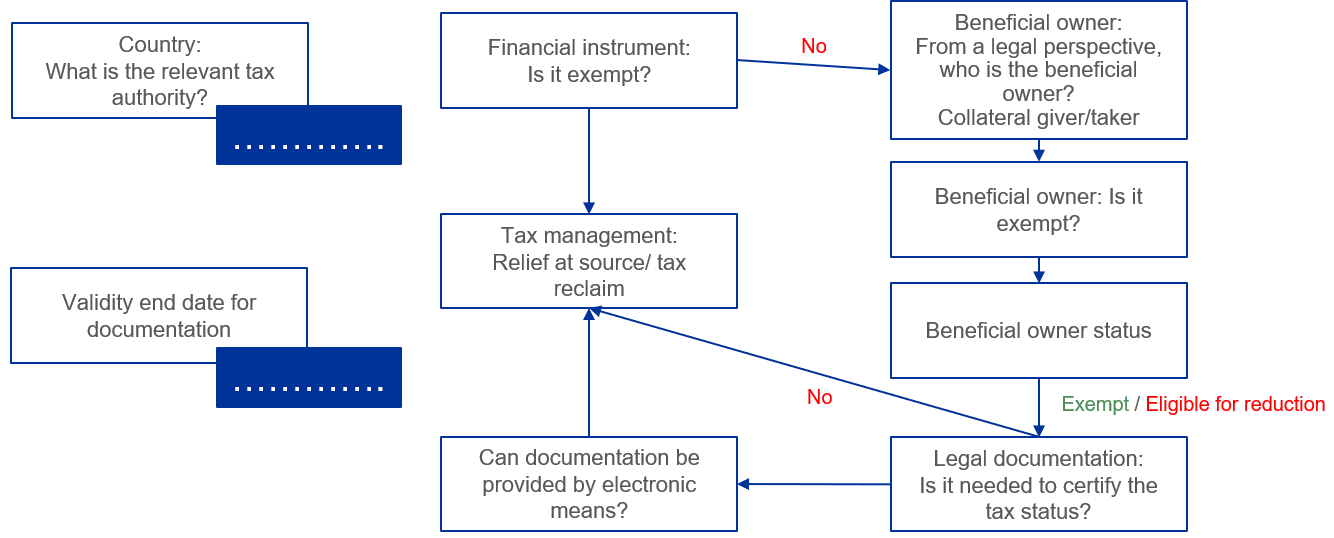 Country:
What is the relevant tax
authority?
.............
Financial instrument:
Is it exempt?
No
Beneficial owner:
From a legal perspective,
who is the beneficial
owner?
Collateral giver/taker
Beneficial owner: Is it
exempt?
Tax management:
Relief at source/ tax
reclaim
Validity end date for
documentation
.............
Beneficial owner status
No
Exempt / Eligible for reduction
Can documentation be
provided by electronic
means?
Legal documentation:
Is it needed to certify the
tax status?